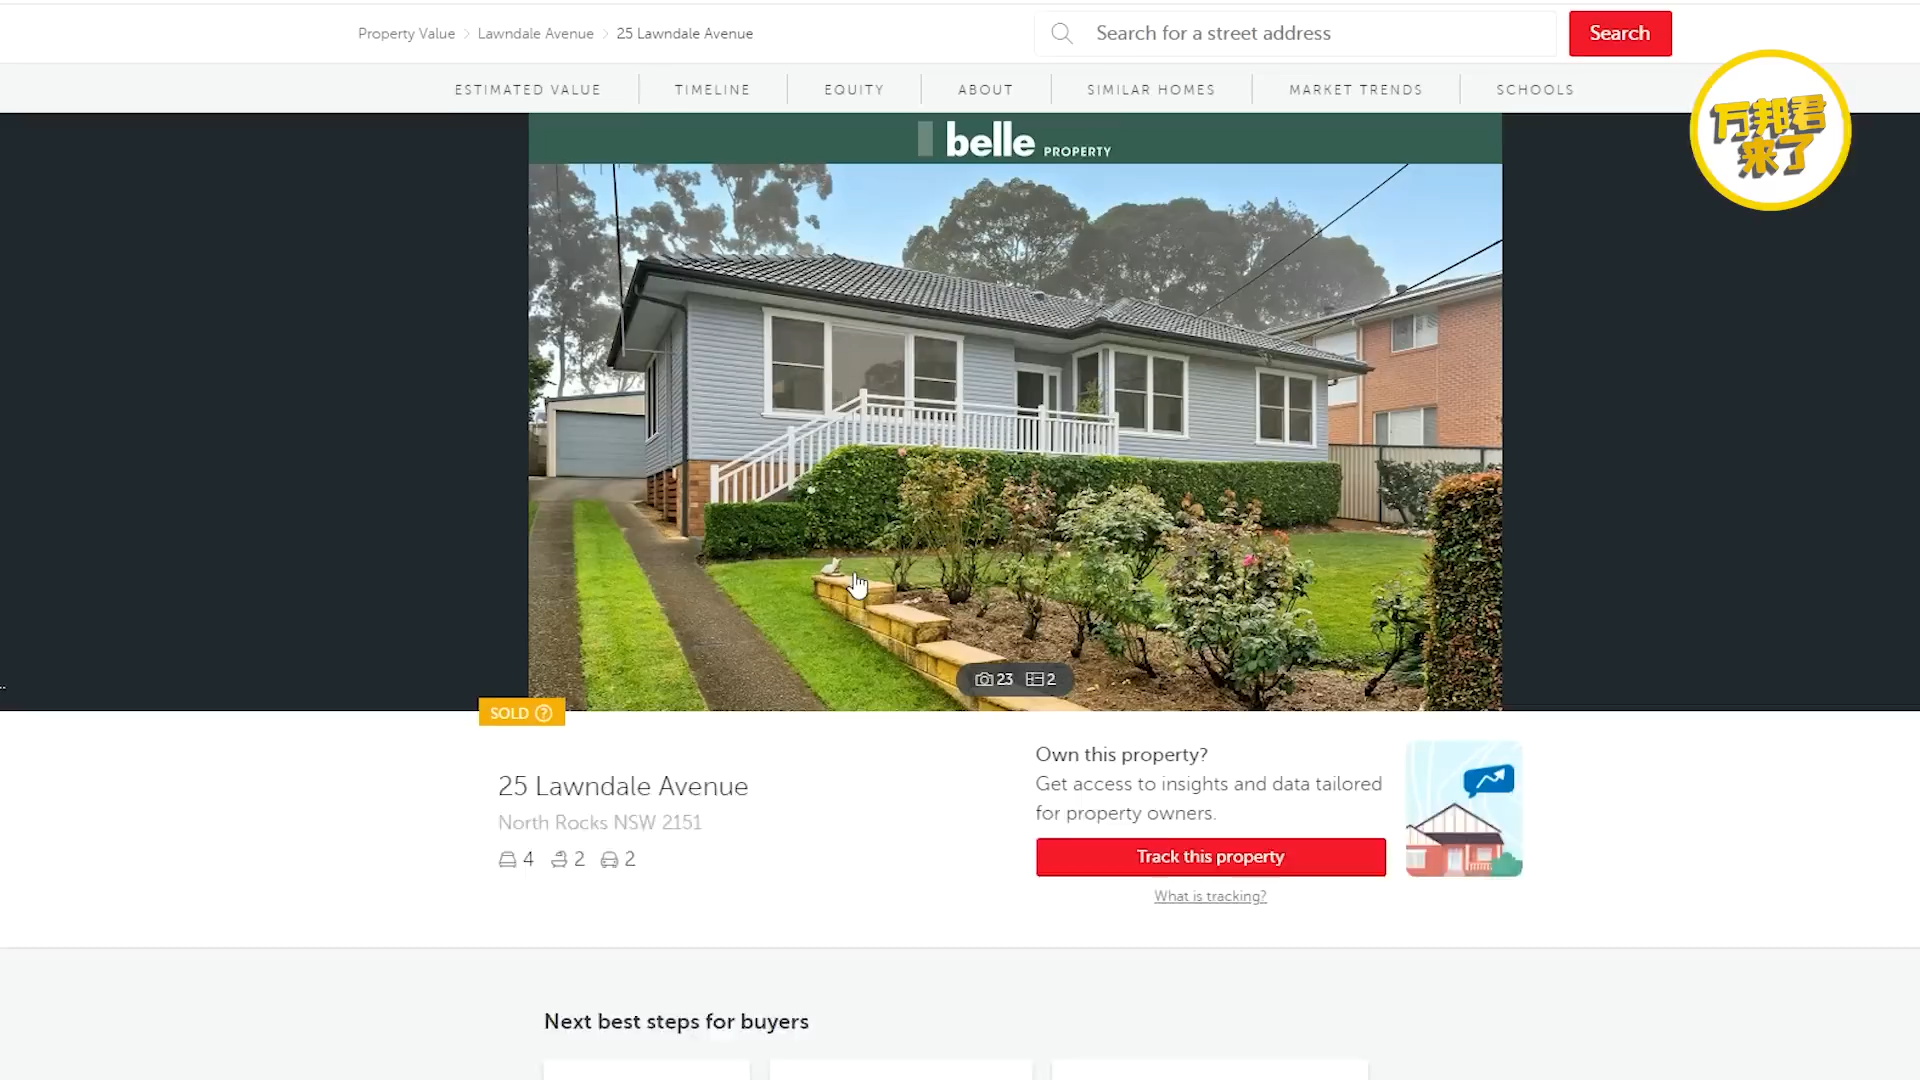 Property Value > Lawndale Avenue > 25 Lawndale Avenue
Search for a street address
Search
ESTIMATED VALUE
TIMELINE
EQUITY
ABOUT
SIMILAR HOMES
MARKET TRENDS
SCHOOLS
万邦君
来了
belle PROPERTY
23
2
SOLD ?
25 Lawndale Avenue
North Rocks NSW 2151
4 2 2
Own this property?
Get access to insights and data tailored
for property owners.
Track this property
What is tracking?
Next best steps for buyers